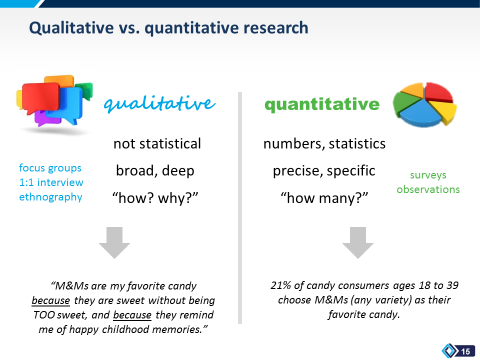 Qualitative vs. quantitative research
qualitative
not statistical
broad, deep
“how? why?”
focus groups
1:1 interview
ethnography
“M&Ms are my favorite candy
because they are sweet without being
TOO sweet, and because they remind
me of happy childhood memories.”
quantitative
numbers, statistics
precise, specific
“how many?”
surveys
observations
21% of candy consumers ages 18 to 39
choose M&Ms (any variety) as their
favorite candy.
15